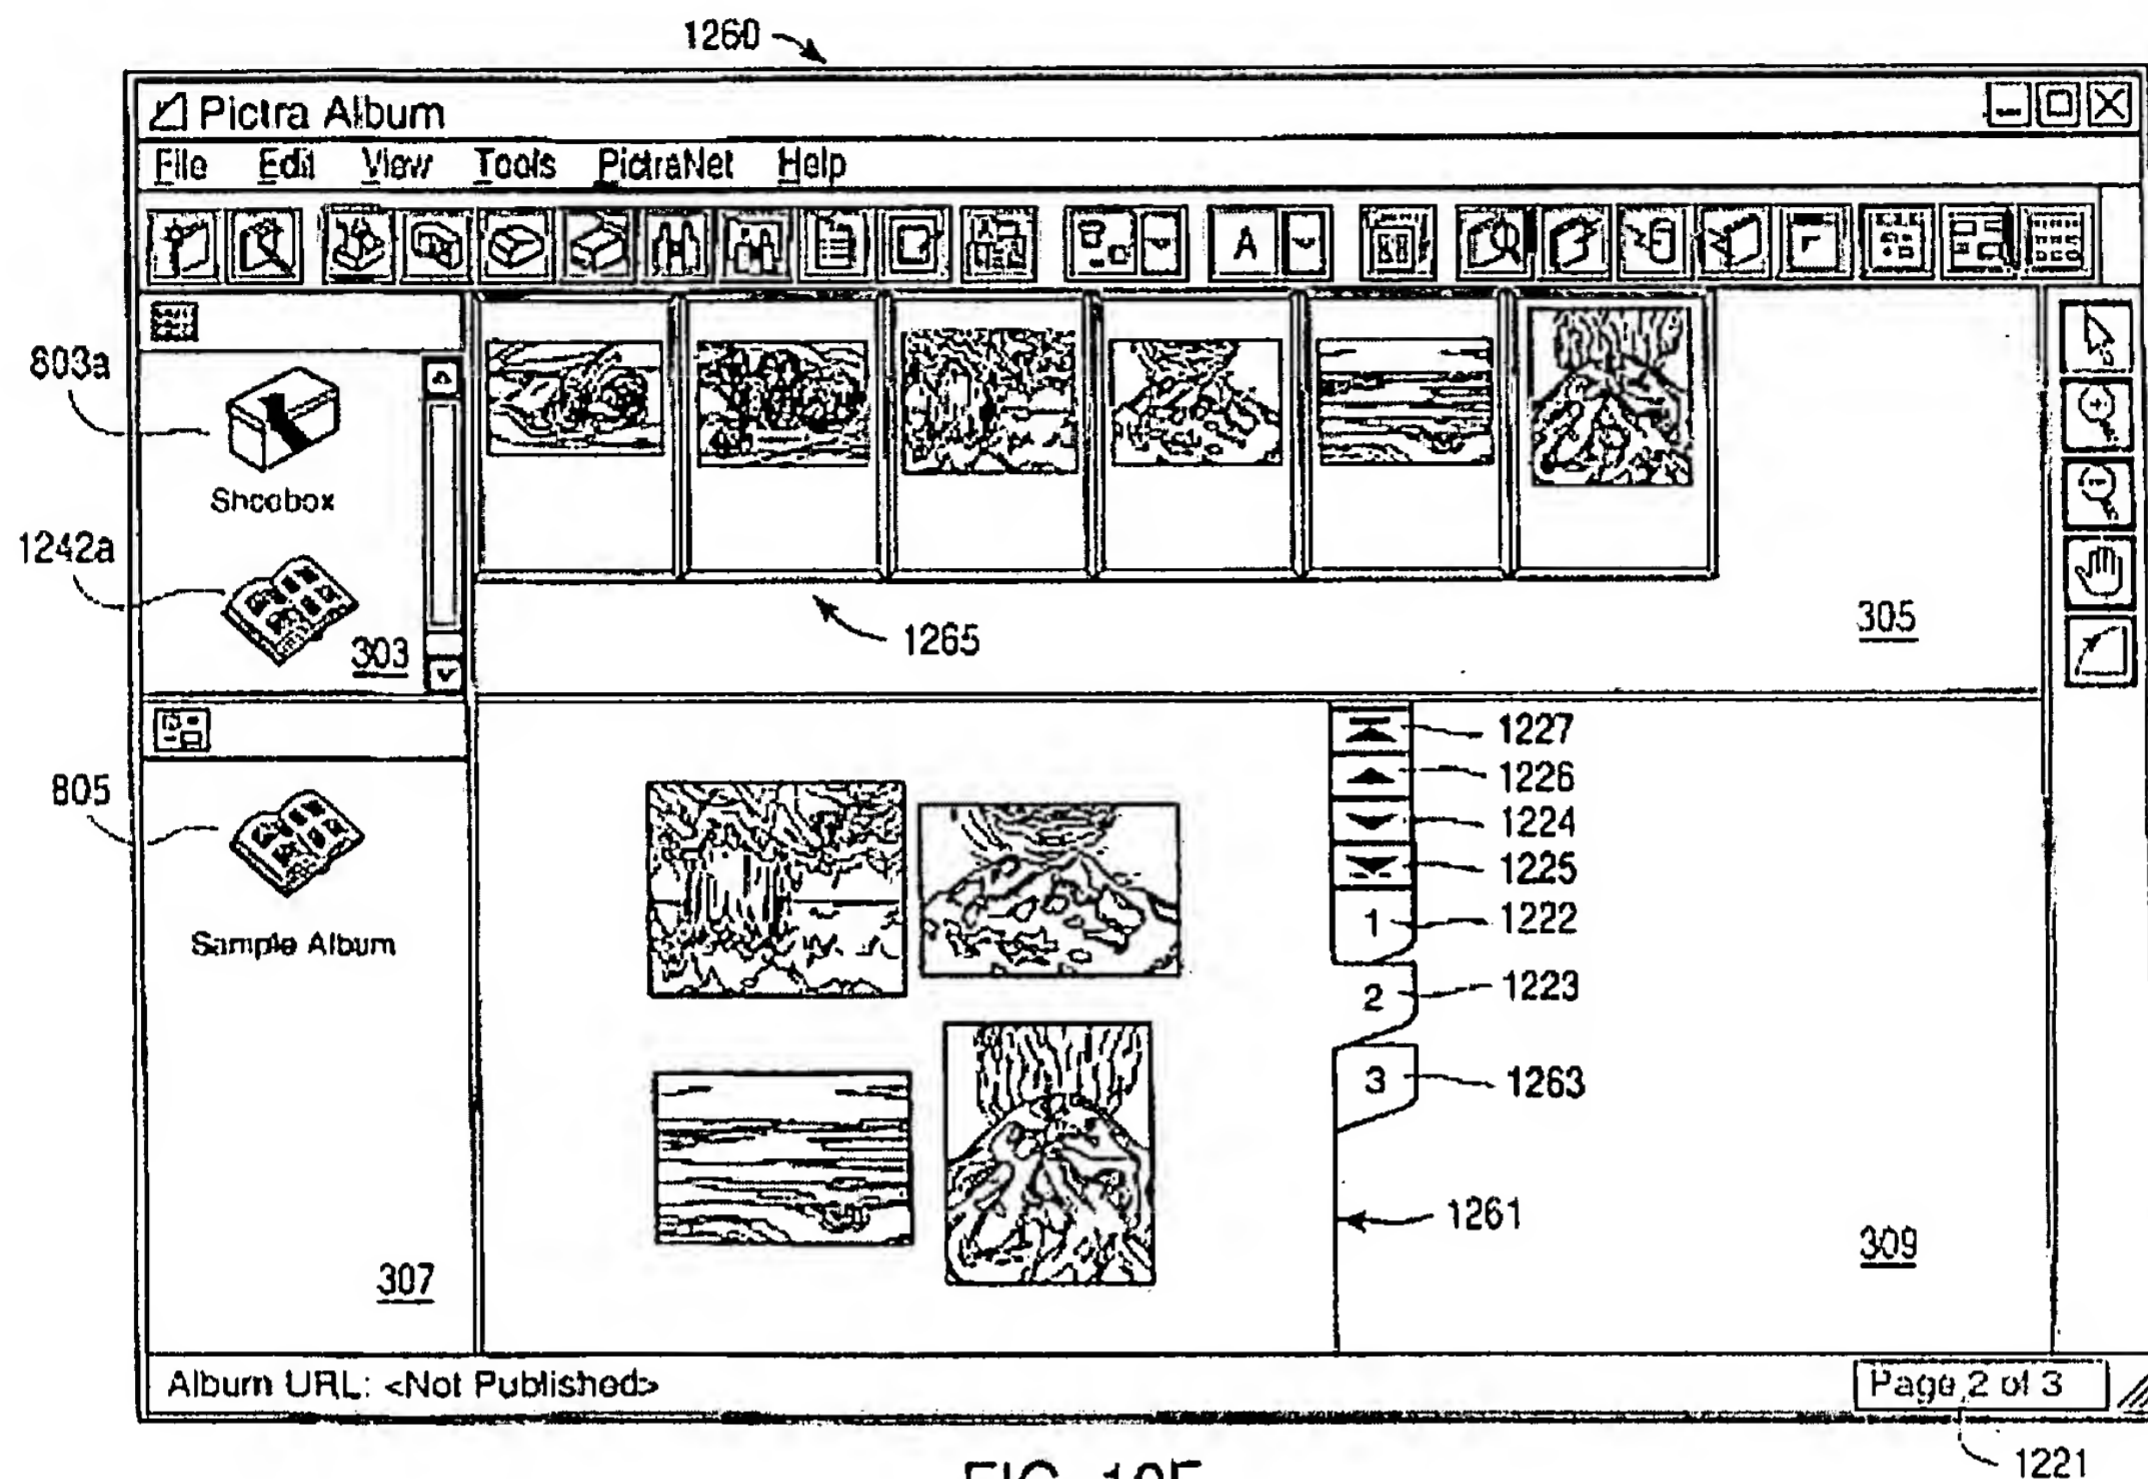 1260
Pictra Album
File Edit View Tools PictraNet Help
A
803a
Shoebox
1242a
303
1265
305
805
Sample Album
307
1227
1226
1224
1225
1 1222
2 1223
3 1263
1261
309
Album URL: <Not Published>
Page 2 of 3
1221